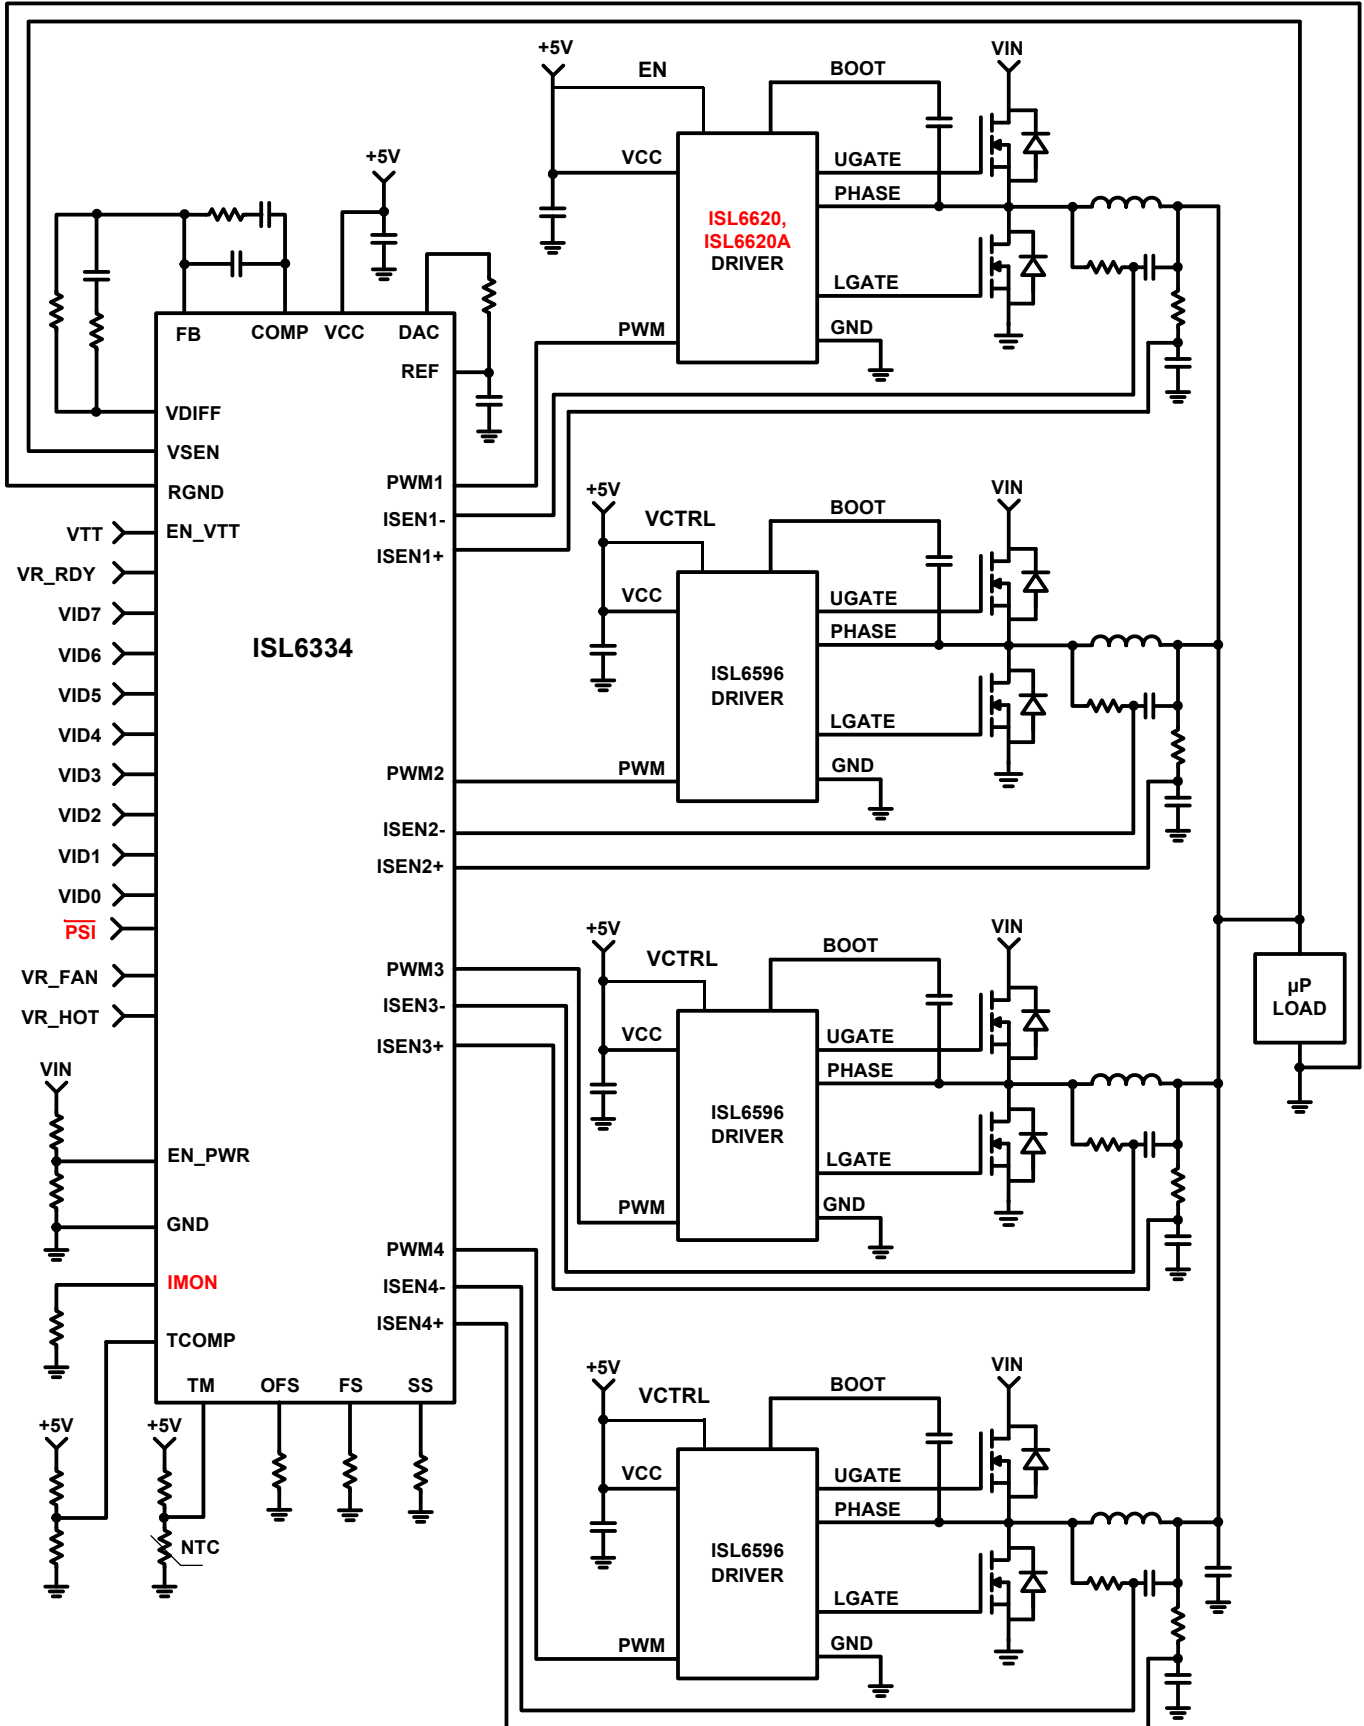 +5V
EN
BOOT
VIN
VCC
UGATE
PHASE
ISL6620,
ISL6620A
DRIVER
LGATE
PWM
GND
+5V
FB
COMP
VCC
DAC
REF
VDIFF
VSEN
RGND
EN_VTT
VTT
VR_RDY
VID7
VID6
VID5
VID4
VID3
VID2
VID1
VID0
PSI
VR_FAN
VR_HOT
VIN
EN_PWR
GND
IMON
TCOMP
TM
OFS
FS
SS
+5V
+5V
NTC
ISL6334
PWM1
ISEN1-
ISEN1+
PWM2
ISEN2-
ISEN2+
PWM3
ISEN3-
ISEN3+
PWM4
ISEN4-
ISEN4+
+5V
VCTRL
BOOT
VIN
VCC
UGATE
PHASE
ISL6596
DRIVER
LGATE
PWM
GND
+5V
VCTRL
BOOT
VIN
VCC
UGATE
PHASE
ISL6596
DRIVER
LGATE
PWM
GND
µP
LOAD
+5V
VCTRL
BOOT
VIN
VCC
UGATE
PHASE
ISL6596
DRIVER
LGATE
PWM
GND